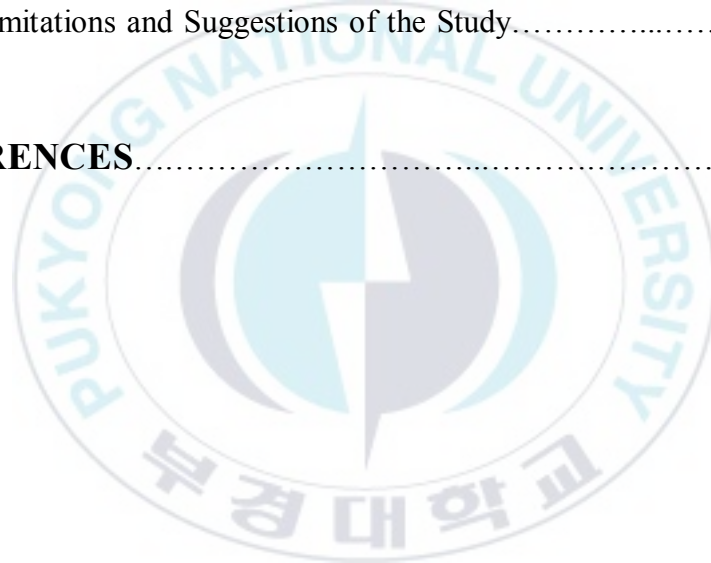 mitations and Suggestions of the Study…………...……
RENCES….………………………...…………………
PUKYONG NATIONAL UNIVERSITY
부경대학교